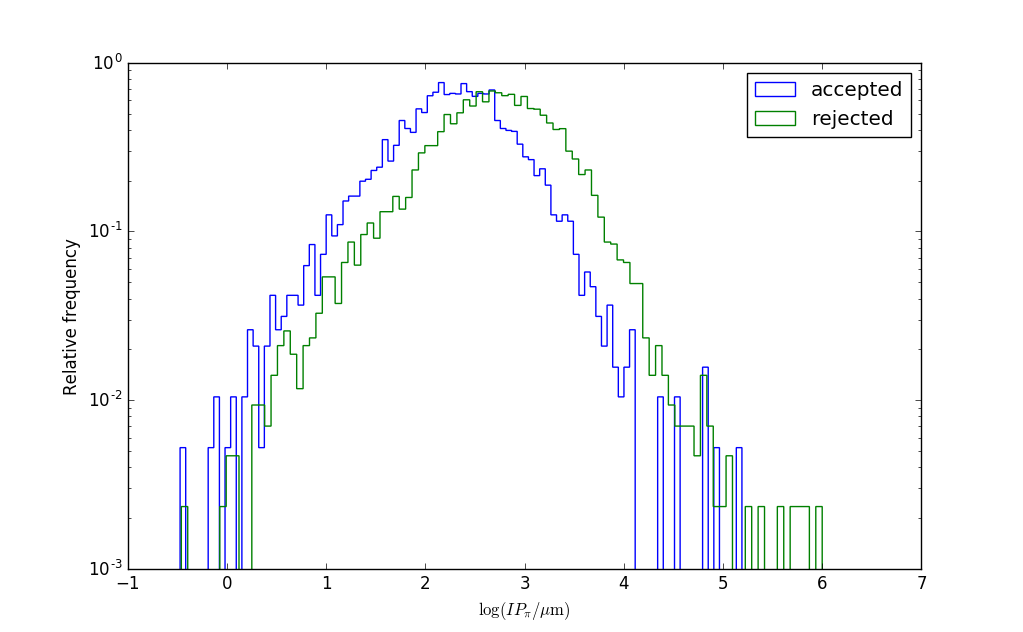 10^0
10^-1
10^-2
10^-3
Relative frequency
accepted
rejected
−1 0 1 2 3 4 5 6 7
log(IP_π/μm)